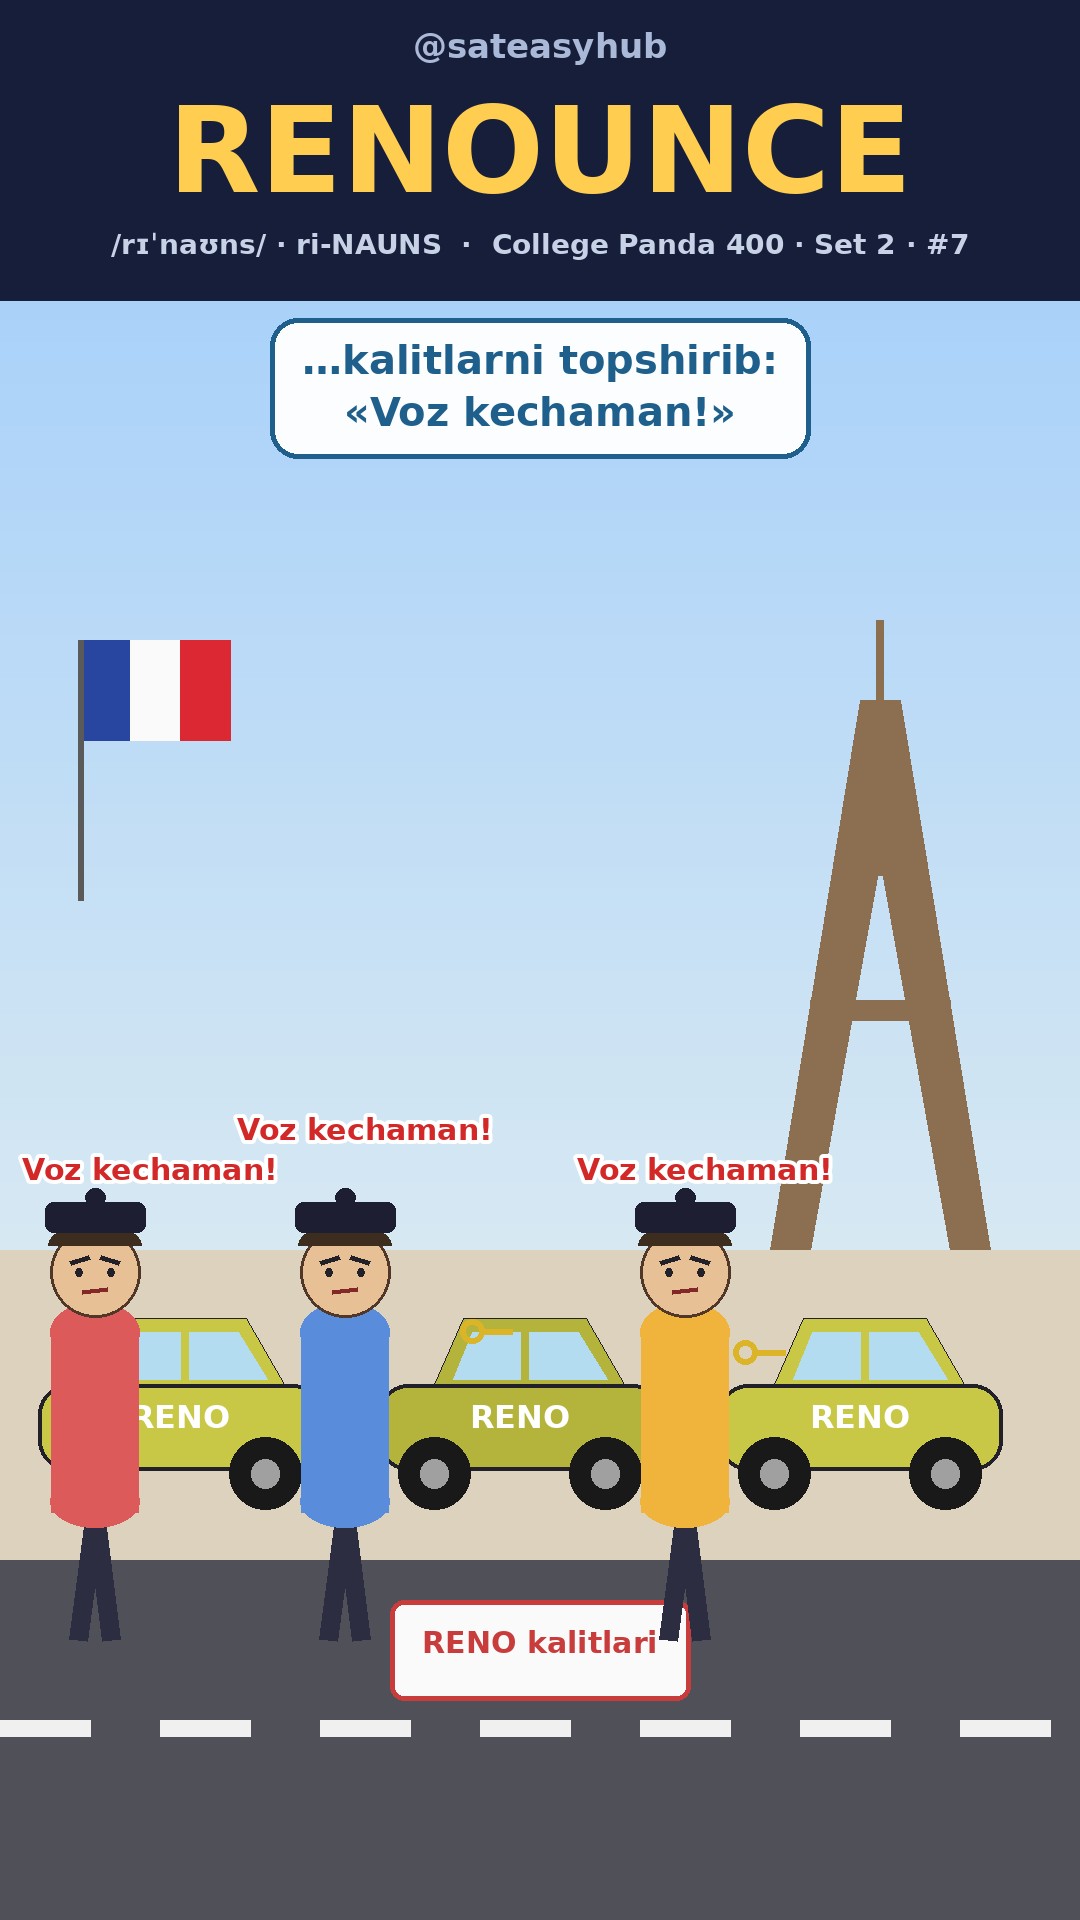 @sateasyhub
RENOUNCE
/rɪˈnaʊns/ · ri-NAUNS · College Panda 400 · Set 2 · #7
...kalitlarni topshirib:
«Voz kechaman!»
Voz kechaman!
Voz kechaman!
Voz kechaman!
RENO
RENO
RENO
RENO kalitlari